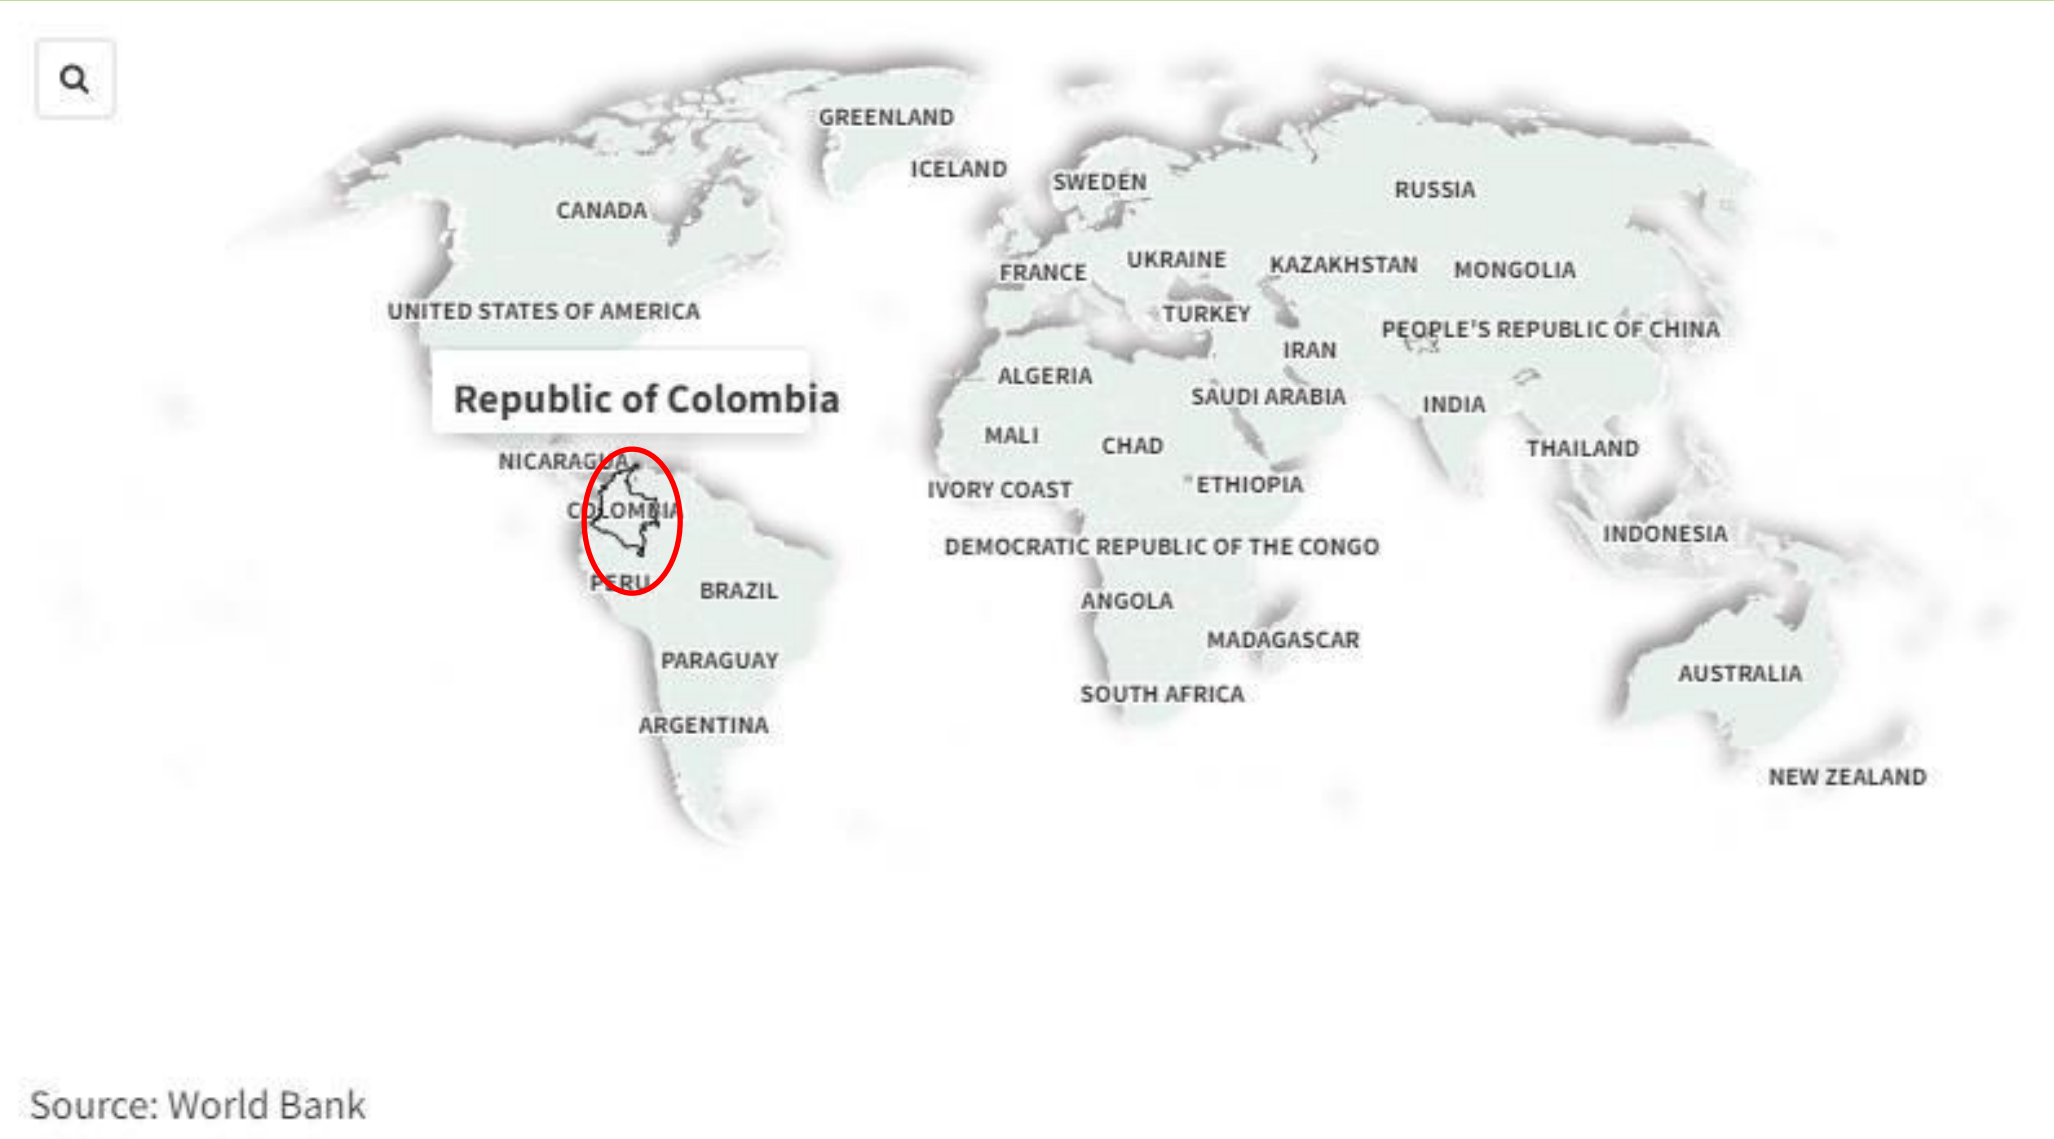 GREENLAND
ICELAND
SWEDEN
RUSSIA
CANADA
UKRAINE
KAZAKHSTAN
MONGOLIA
FRANCE
UNITED STATES OF AMERICA
TURKEY
PEOPLE'S REPUBLIC OF CHINA
IRAN
ALGERIA
SAUDI ARABIA
Republic of Colombia
INDIA
MALI
CHAD
THAILAND
NICARAGUA
IVORY COAST
ETHIOPIA
COLOMBIA
INDONESIA
DEMOCRATIC REPUBLIC OF THE CONGO
PERU
BRAZIL
ANGOLA
MADAGASCAR
PARAGUAY
AUSTRALIA
SOUTH AFRICA
ARGENTINA
NEW ZEALAND
Source: World Bank